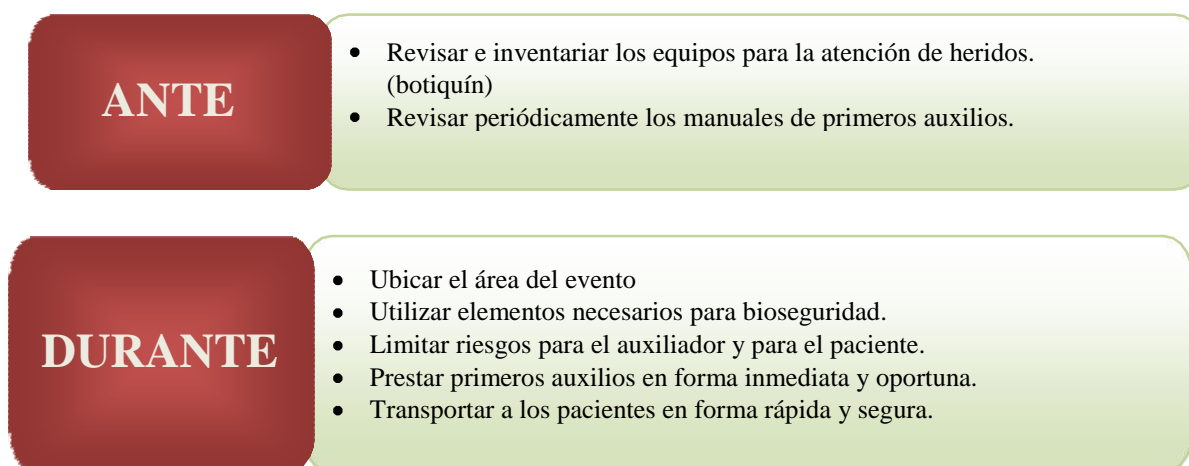 ANTE
• Revisar e inventariar los equipos para la atención de heridos.
(botiquín)
• Revisar periódicamente los manuales de primeros auxilios.
DURANTE
• Ubicar el área del evento
• Utilizar elementos necesarios para bioseguridad.
• Limitar riesgos para el auxiliador y para el paciente.
• Prestar primeros auxilios en forma inmediata y oportuna.
• Transportar a los pacientes en forma rápida y segura.